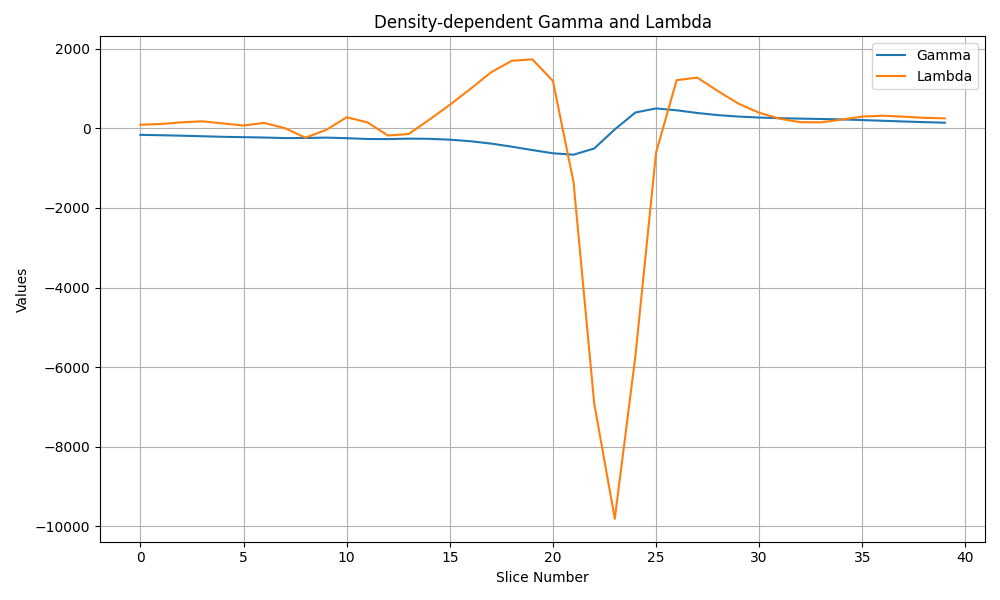 Density-dependent Gamma and Lambda
Gamma
Lambda
2000
0
−2000
−4000
−6000
−8000
−10000
Values
0 5 10 15 20 25 30 35 40
Slice Number